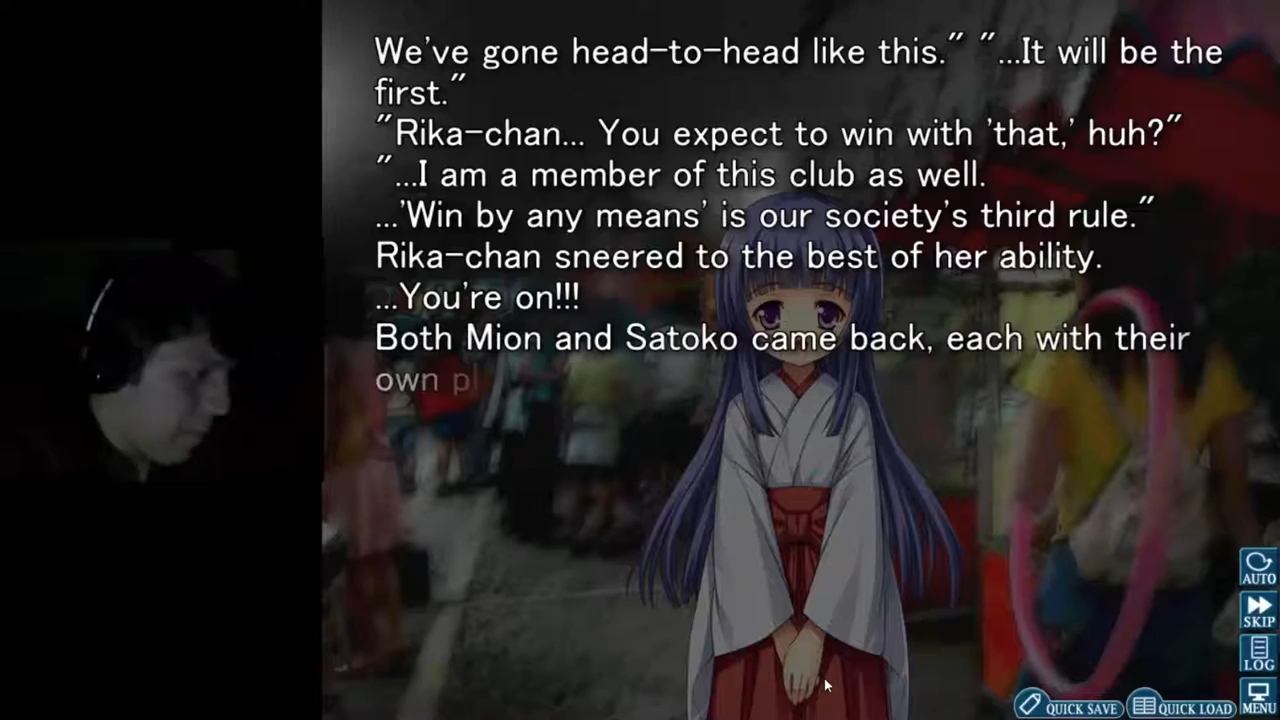 We've gone head-to-head like this." "...It will be the
first."
"Rika-chan... You expect to win with 'that,' huh?"
"...I am a member of this club as well.
...'Win by any means' is our society's third rule."
Rika-chan sneered to the best of her ability.
...You're on!!!
Both Mion and Satoko came back, each with their
own pl
AUTO
SKIP
LOG
QUICK SAVE QUICK LOAD MENU